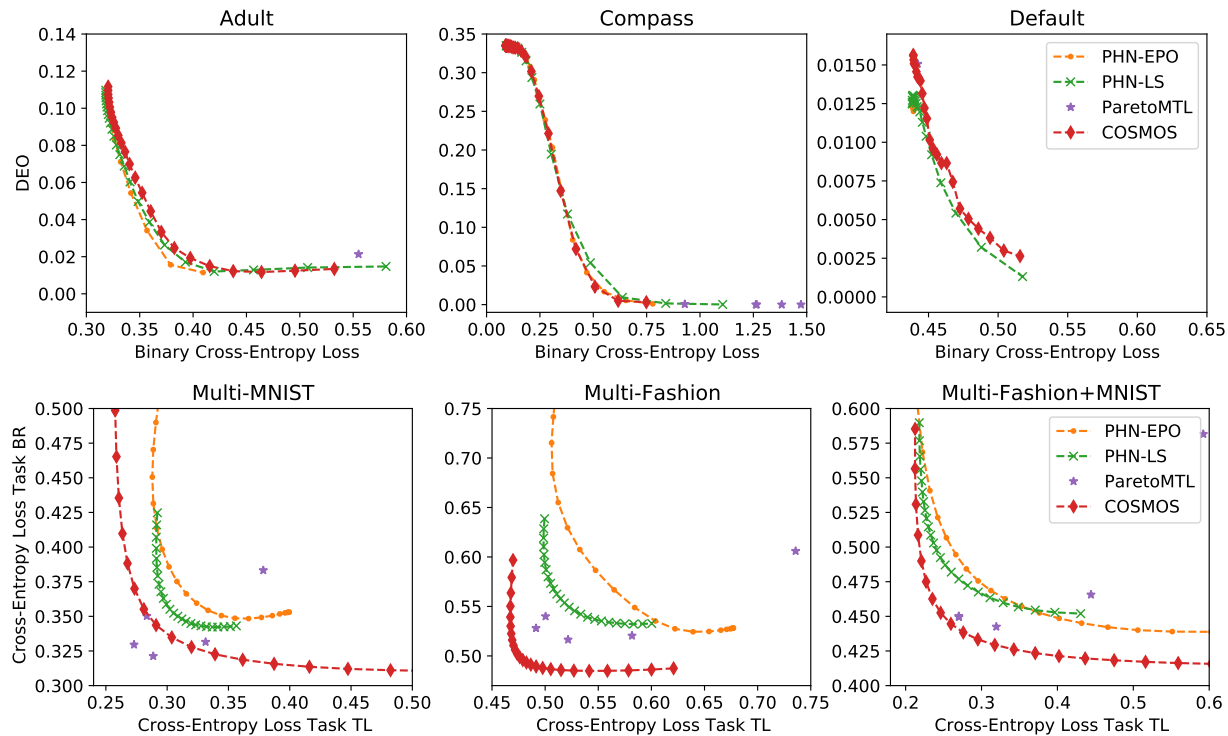 Adult
Compass
Default
0.14
0.12
0.10
0.08
0.06
0.04
0.02
0.00
DEO
0.30 0.35 0.40 0.45 0.50 0.55 0.60
Binary Cross-Entropy Loss
0.35
0.30
0.25
0.20
0.15
0.10
0.05
0.00
0.00 0.25 0.50 0.75 1.00 1.25 1.50
Binary Cross-Entropy Loss
0.0150
0.0125
0.0100
0.0075
0.0050
0.0025
0.0000
0.45 0.50 0.55 0.60 0.65
Binary Cross-Entropy Loss
PHN-EPO
PHN-LS
ParetoMTL
COSMOS
Multi-MNIST
Multi-Fashion
Multi-Fashion+MNIST
0.500
0.475
0.450
0.425
0.400
0.375
0.350
0.325
0.300
Cross-Entropy Loss Task BR
0.25 0.30 0.35 0.40 0.45 0.50
Cross-Entropy Loss Task TL
0.75
0.70
0.65
0.60
0.55
0.50
0.45 0.50 0.55 0.60 0.65 0.70 0.75
Cross-Entropy Loss Task TL
0.600
0.575
0.550
0.525
0.500
0.475
0.450
0.425
0.400
0.2 0.3 0.4 0.5 0.6
Cross-Entropy Loss Task TL
PHN-EPO
PHN-LS
ParetoMTL
COSMOS